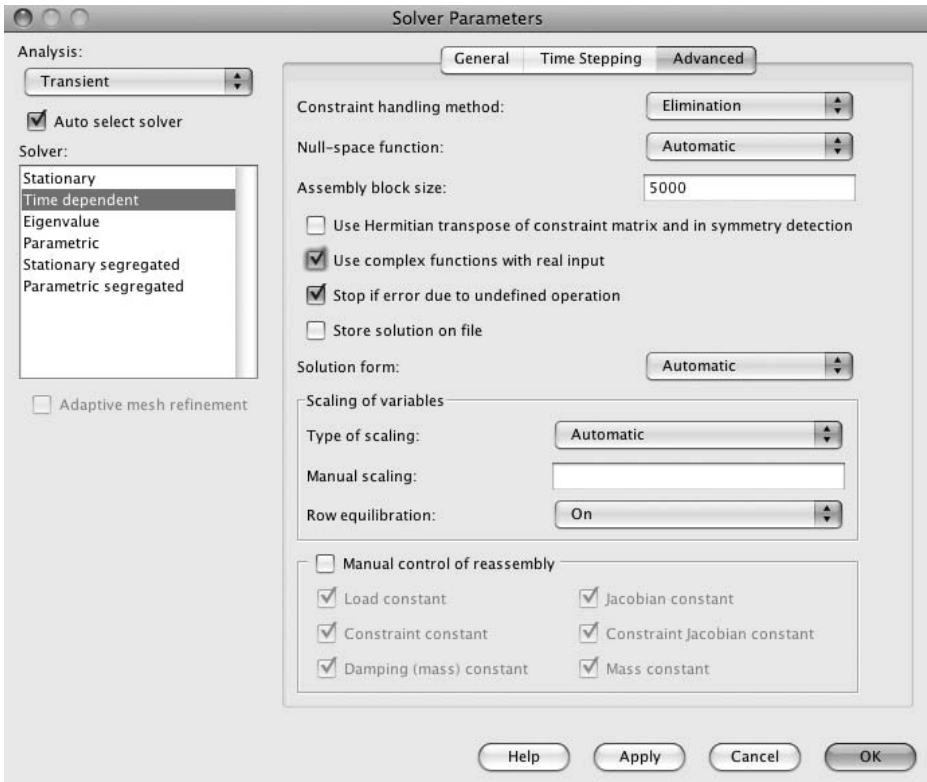 Solver Parameters
Analysis:
Transient
Auto select solver
Solver:
Stationary
Time dependent
Eigenvalue
Parametric
Stationary segregated
Parametric segregated
Adaptive mesh refinement
General Time Stepping Advanced
Constraint handling method: Elimination
Null-space function: Automatic
Assembly block size: 5000
Use Hermitian transpose of constraint matrix and in symmetry detection
Use complex functions with real input
Stop if error due to undefined operation
Store solution on file
Solution form: Automatic
Scaling of variables
Type of scaling: Automatic
Manual scaling:
Row equilibration: On
Manual control of reassembly
Load constant Jacobian constant
Constraint constant Constraint Jacobian constant
Damping (mass) constant Mass constant
Help Apply Cancel OK